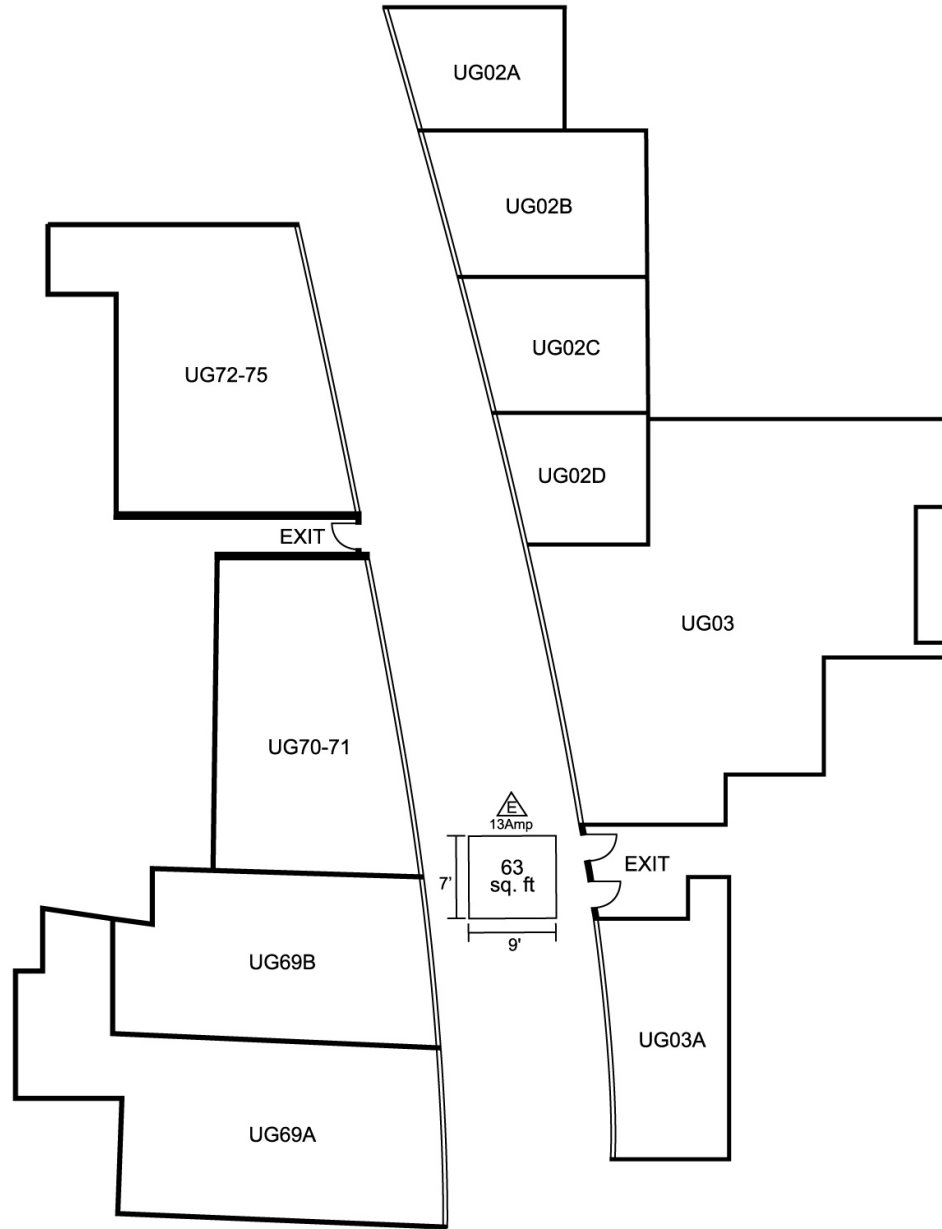 UG02A
UG02B
UG02C
UG72-75
UG02D
EXIT
UG03
UG70-71
E
13Amp
63
sq. ft
7'
9'
EXIT
UG69B
UG03A
UG69A